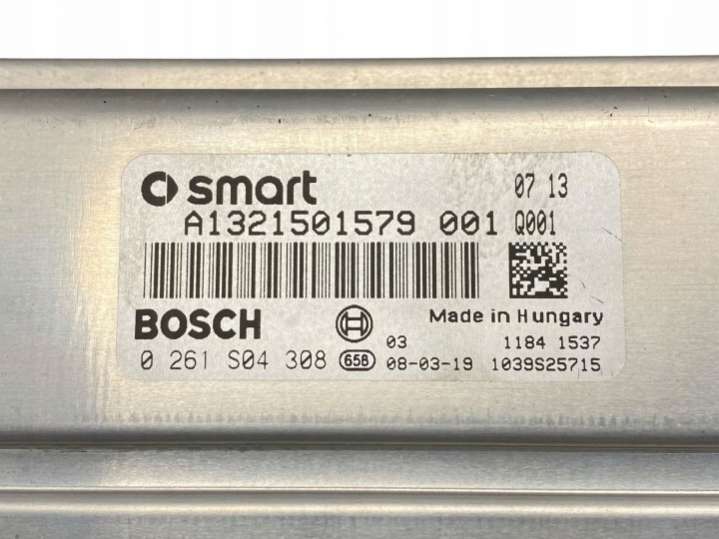 smart 07 13
A1321501579 001 Q001
BOSCH Made in Hungary
03 1184 1537
0 261 S04 308 658 08-03-19 1039S25715